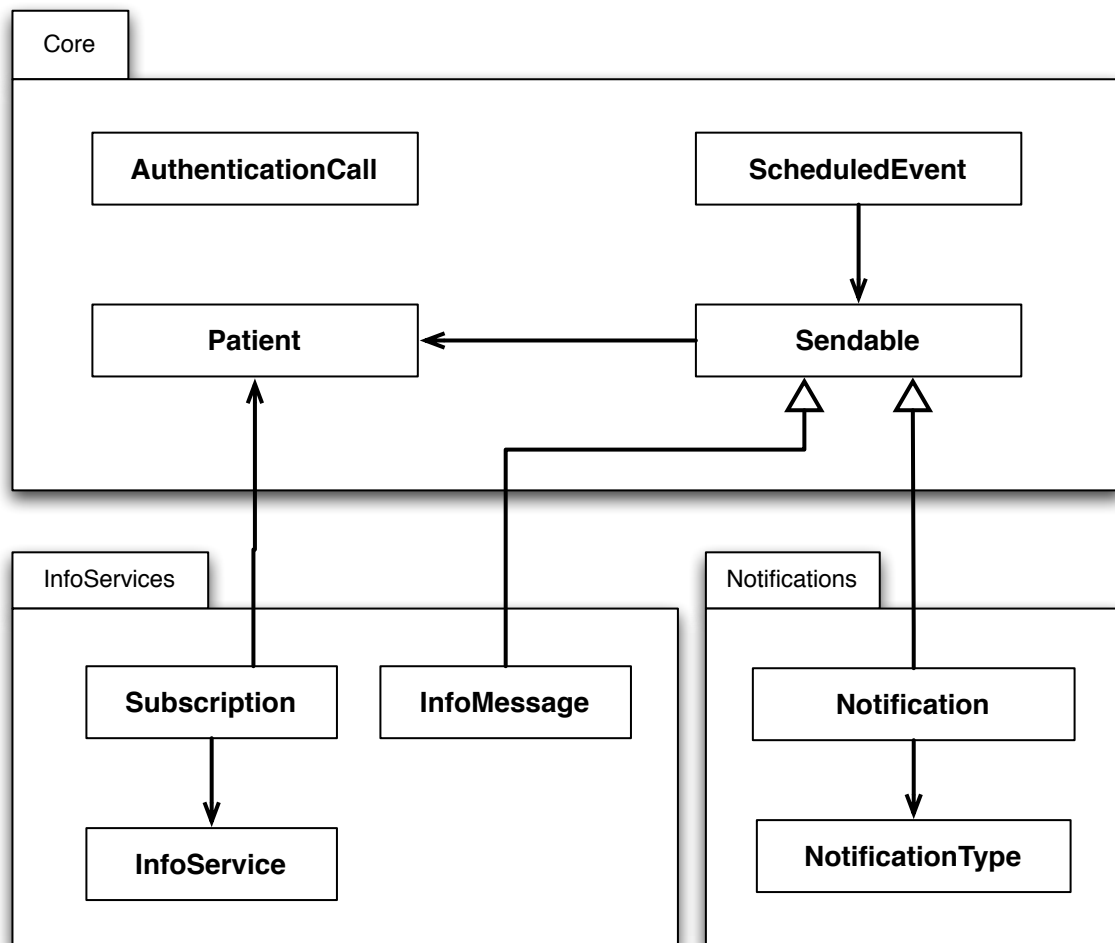 Core
AuthenticationCall
ScheduledEvent
Patient
Sendable
InfoServices
Notifications
Subscription
InfoMessage
Notification
InfoService
NotificationType